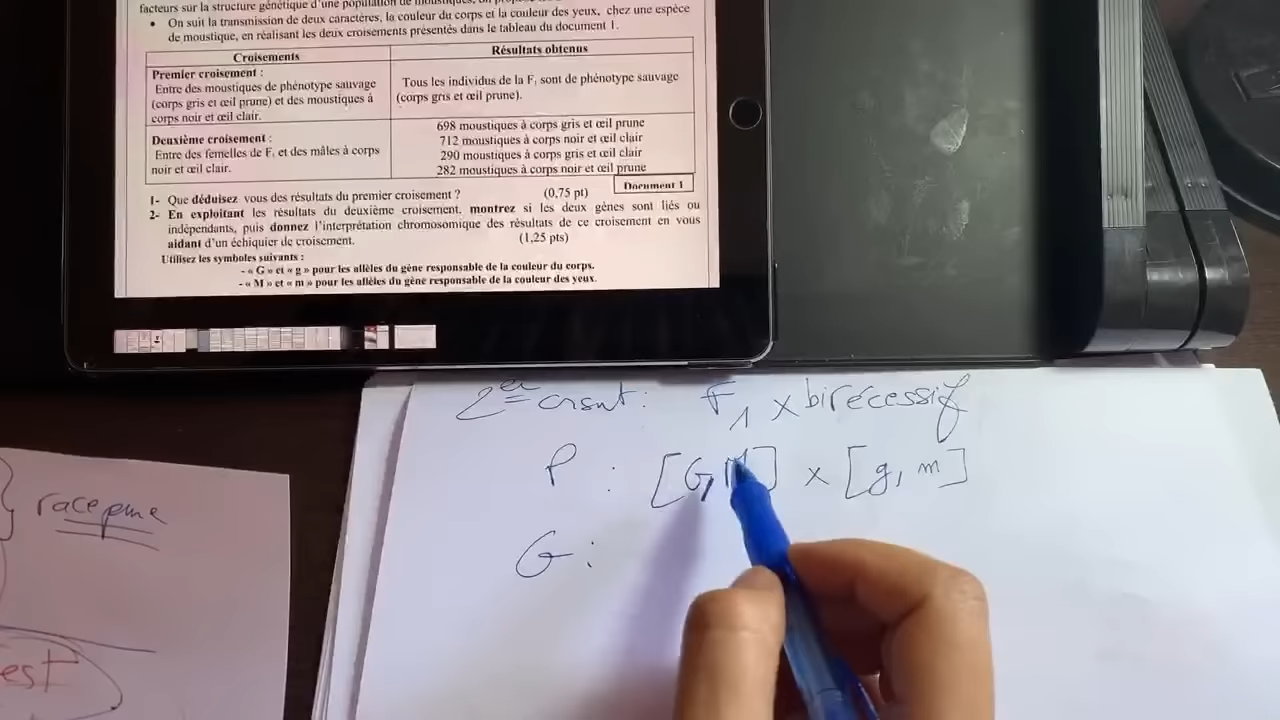 facteurs sur la structure génétique d'une population de moustiques,
• On suit la transmission de deux caractères, la couleur du corps et la couleur des yeux, chez une espèce
de moustique, en réalisant les deux croisements présentés dans le tableau du document 1.
Croisements
Résultats obtenus
Premier croisement :
Entre des moustiques de phénotype sauvage
(corps gris et œil prune) et des moustiques à
corps noir et œil clair.
Tous les individus de la F₁ sont de phénotype sauvage
(corps gris et œil prune).
Deuxième croisement :
Entre des femelles de F₁ et des mâles à corps
noir et œil clair.
698 moustiques à corps gris et œil prune
712 moustiques à corps noir et œil clair
290 moustiques à corps gris et œil clair
282 moustiques à corps noir et œil prune
Document 1
1- Que déduisez vous des résultats du premier croisement ? (0,75 pt)
2- En exploitant les résultats du deuxième croisement, montrez si les deux gènes sont liés ou
indépendants, puis donnez l'interprétation chromosomique des résultats de ce croisement en vous
aidant d'un échiquier de croisement. (1,25 pts)
Utilisez les symboles suivants :
- « G » et « g » pour les allèles du gène responsable de la couleur du corps.
- « M » et « m » pour les allèles du gène responsable de la couleur des yeux.
2er crsnt : F1 x birécessif
P : [G, M] x [g, m]
G :
} race pure
est